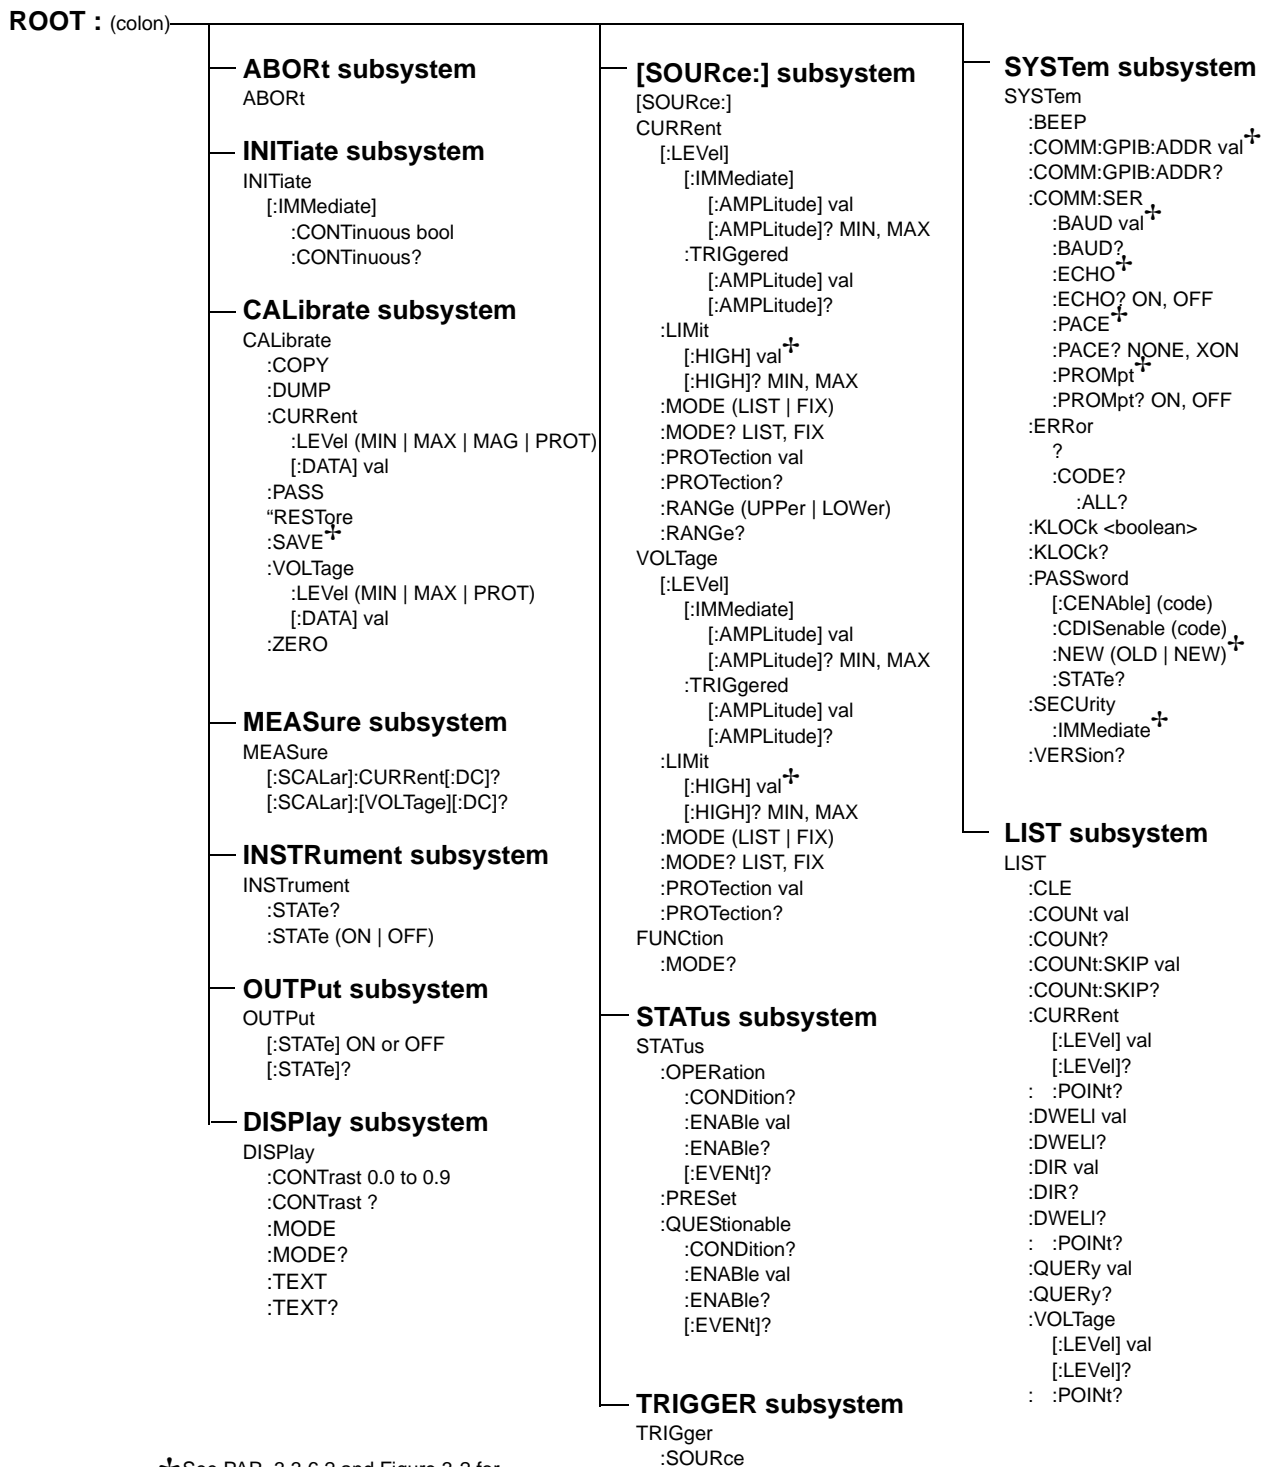 ROOT : (colon)
ABORt subsystem
ABORt
INITiate subsystem
INITiate
[:IMMediate]
:CONTinuous bool
:CONTinuous?
CALibrate subsystem
CALibrate
:COPY
:DUMP
:CURRent
:LEVel (MIN | MAX | MAG | PROT)
[:DATA] val
:PASS
“RESTore
:SAVE✢
:VOLTage
:LEVel (MIN | MAX | PROT)
[:DATA] val
:ZERO
MEASure subsystem
MEASure
[:SCALar]:CURRent[:DC]?
[:SCALar]:[VOLTage][:DC]?
INSTRument subsystem
INSTrument
:STATe?
:STATe (ON | OFF)
OUTPut subsystem
OUTPut
[:STATe] ON or OFF
[:STATe]?
DISPlay subsystem
DISPlay
:CONTrast 0.0 to 0.9
:CONTrast ?
:MODE
:MODE?
:TEXT
:TEXT?
[SOURce:] subsystem
[SOURce:]
CURRent
[:LEVel]
[:IMMediate]
[:AMPLitude] val
[:AMPLitude]? MIN, MAX
:TRIGgered
[:AMPLitude] val
[:AMPLitude]?
:LIMit
[:HIGH] val✢
[:HIGH]? MIN, MAX
:MODE (LIST | FIX)
:MODE? LIST, FIX
:PROTection val
:PROTection?
:RANGe (UPPer | LOWer)
:RANGe?
VOLTage
[:LEVel]
[:IMMediate]
[:AMPLitude] val
[:AMPLitude]? MIN, MAX
:TRIGgered
[:AMPLitude] val
[:AMPLitude]?
:LIMit
[:HIGH] val✢
[:HIGH]? MIN, MAX
:MODE (LIST | FIX)
:MODE? LIST, FIX
:PROTection val
:PROTection?
FUNCtion
:MODE?
STATus subsystem
STATus
:OPERation
:CONDition?
:ENABle val
:ENABle?
[:EVENt]?
:PRESet
:QUEStionable
:CONDition?
:ENABle val
:ENABle?
[:EVENt]?
TRIGGER subsystem
TRIGger
:SOURce
SYSTem subsystem
SYSTem
:BEEP
:COMM:GPIB:ADDR val✢
:COMM:GPIB:ADDR?
:COMM:SER
:BAUD val✢
:BAUD?
:ECHO✢
:ECHO? ON, OFF
:PACE✢
:PACE? NONE, XON
:PROMpt✢
:PROMpt? ON, OFF
:ERRor
?
:CODE?
:ALL?
:KLOCk <boolean>
:KLOCk?
:PASSword
[:CENAble] (code)
:CDISenable (code)
:NEW (OLD | NEW)✢
:STATe?
:SECUrity
:IMMediate✢
:VERSion?
LIST subsystem
LIST
:CLE
:COUNt val
:COUNt?
:COUNt:SKIP val
:COUNt:SKIP?
:CURRent
[:LEVel] val
[:LEVel]?
: :POINt?
:DWELl val
:DWELl?
:DIR val
:DIR?
:DWELl?
: :POINt?
:QUERy val
:QUERy?
:VOLTage
[:LEVel] val
[:LEVel]?
: :POINt?
✢See PAR. 3.3.6.2 and Figure 3-2 for